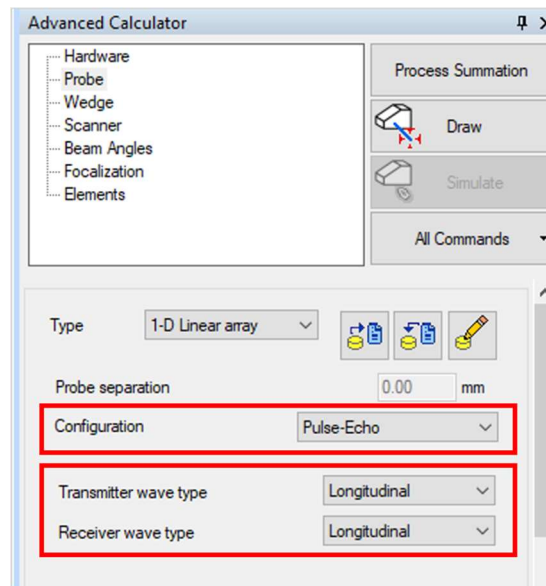 Advanced Calculator
Hardware
Probe
Wedge
Scanner
Beam Angles
Focalization
Elements
Process Summation
Draw
Simulate
All Commands
Type 1-D Linear array
Probe separation 0.00 mm
Configuration Pulse-Echo
Transmitter wave type Longitudinal
Receiver wave type Longitudinal